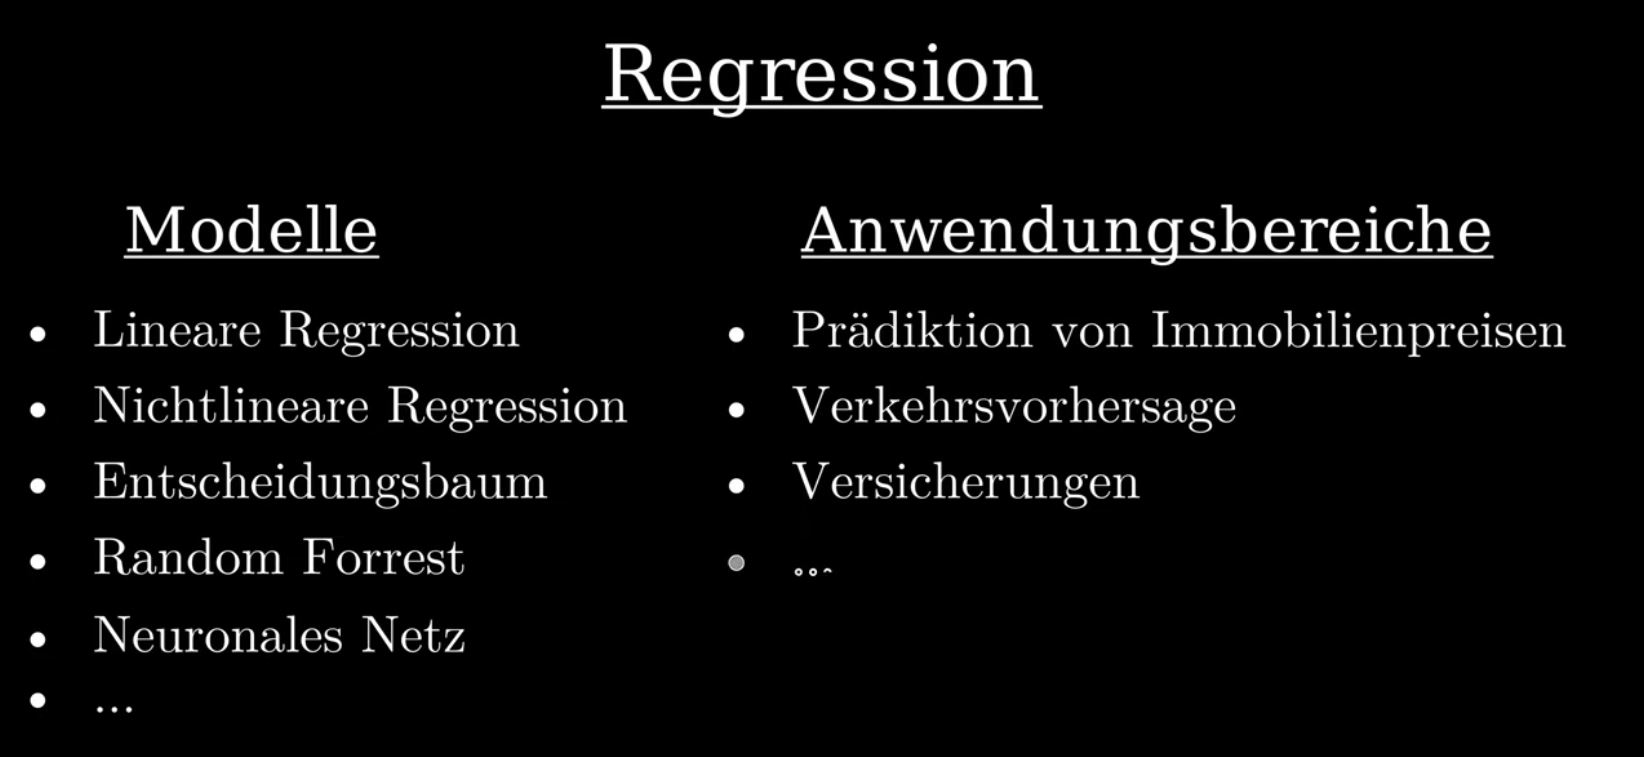 Regression
Modelle
• Lineare Regression
• Nichtlineare Regression
• Entscheidungsbaum
• Random Forrest
• Neuronales Netz
• ...
Anwendungsbereiche
• Prädiktion von Immobilienpreisen
• Verkehrsvorhersage
• Versicherungen
• ...